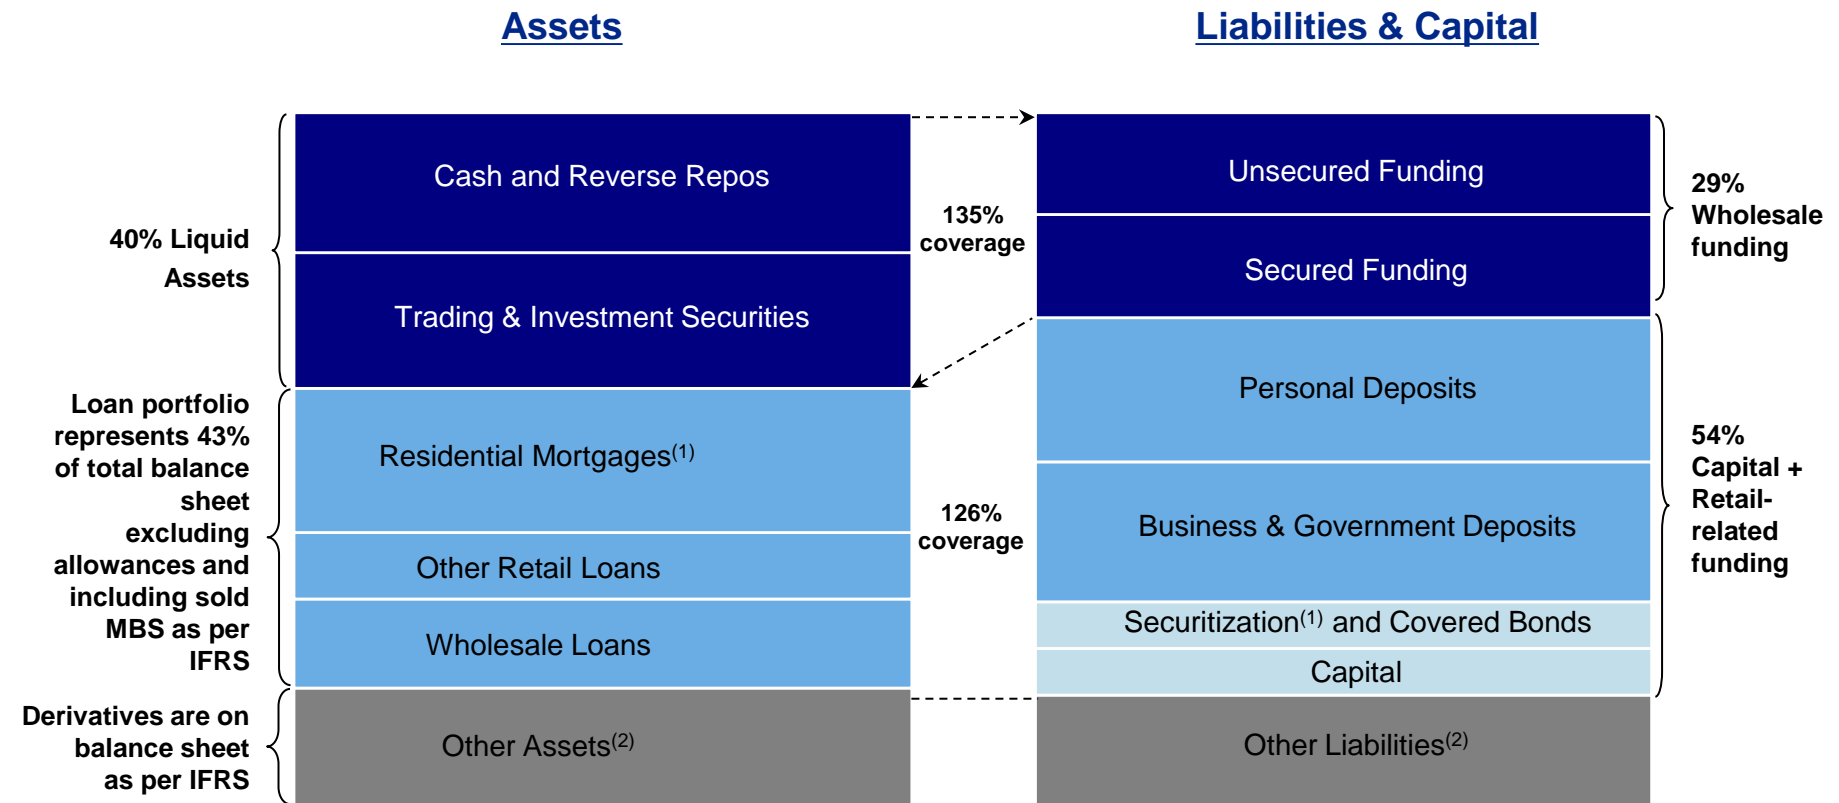 Assets
Liabilities & Capital
40% Liquid
Assets
Cash and Reverse Repos
Trading & Investment Securities
135%
coverage
Unsecured Funding
Secured Funding
29%
Wholesale
funding
Loan portfolio
represents 43%
of total balance
sheet
excluding
allowances and
including sold
MBS as per
IFRS
Residential Mortgages(1)
Other Retail Loans
Wholesale Loans
126%
coverage
Personal Deposits
Business & Government Deposits
Securitization(1) and Covered Bonds
Capital
54%
Capital +
Retail-
related
funding
Derivatives are on
balance sheet
as per IFRS
Other Assets(2)
Other Liabilities(2)